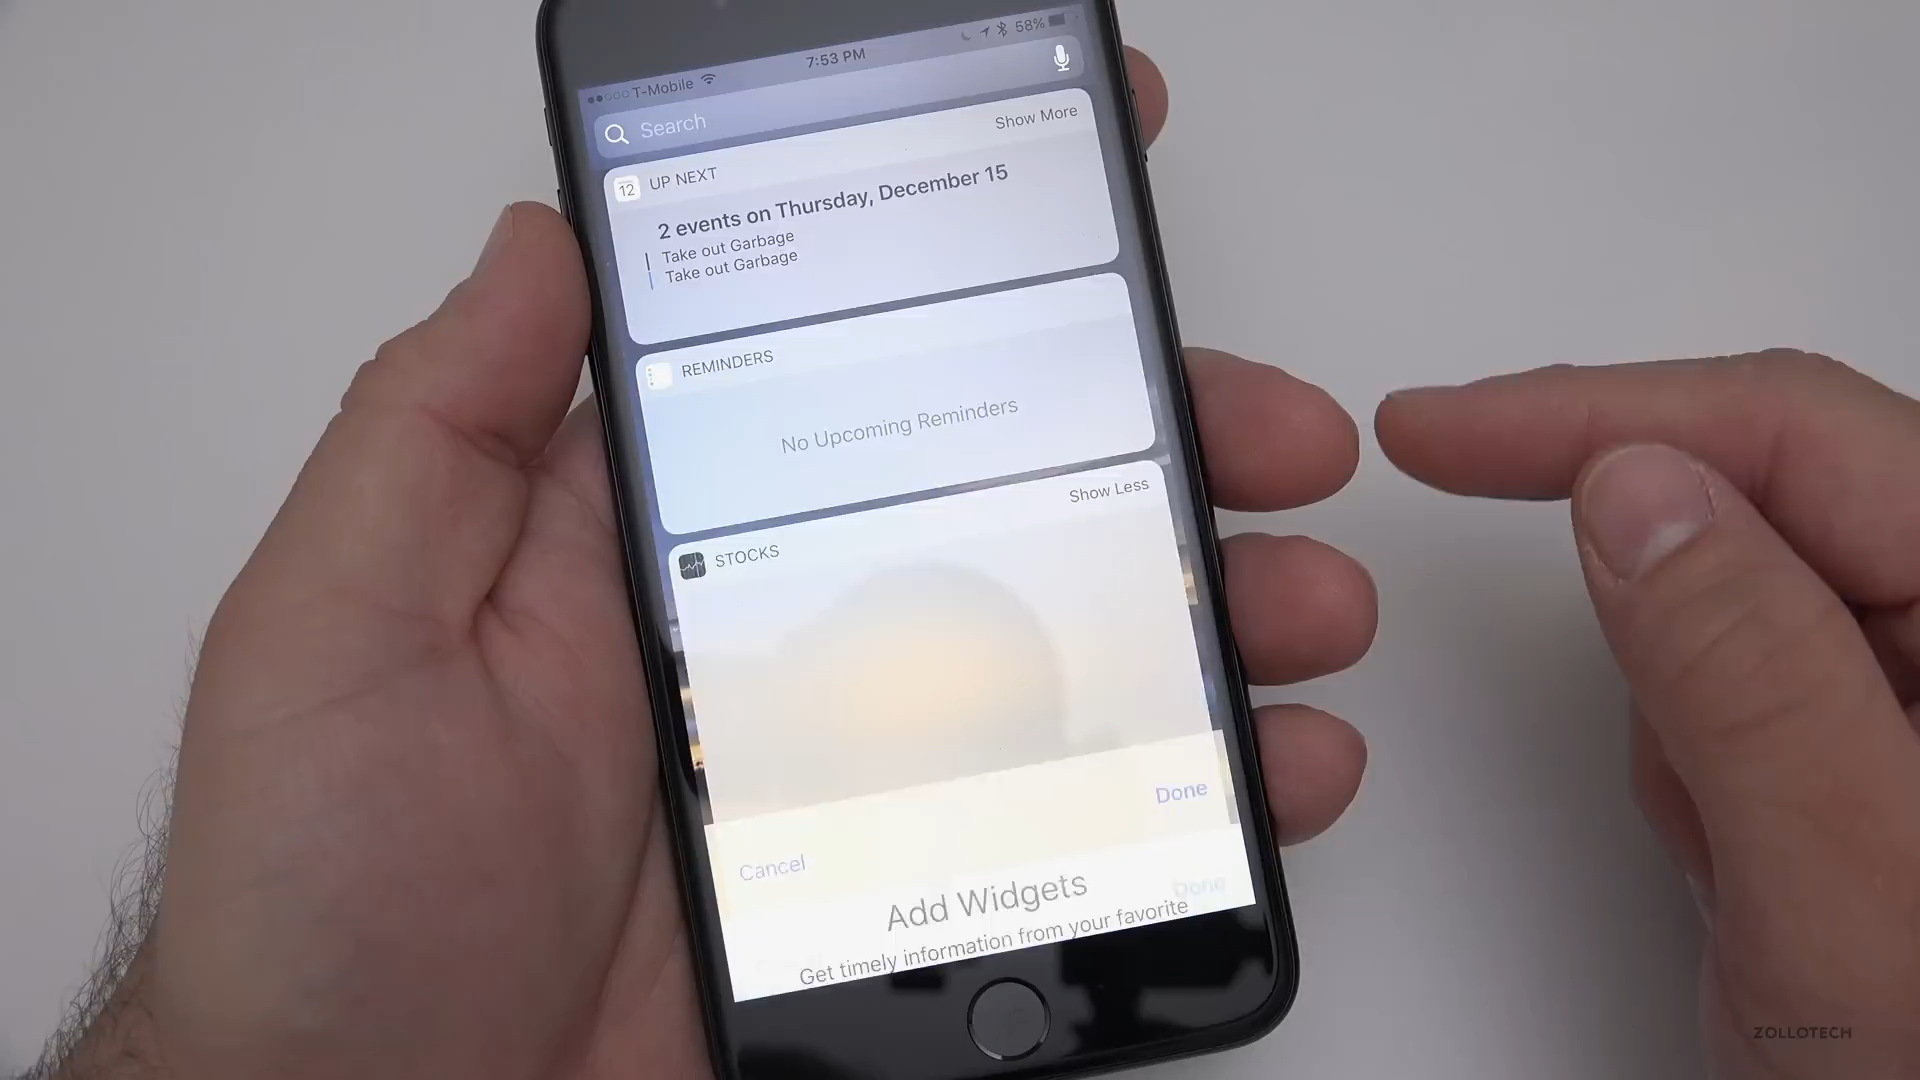 T-Mobile 7:53 PM 58%
Search
Show More
12 UP NEXT
2 events on Thursday, December 15
Take out Garbage
Take out Garbage
REMINDERS
No Upcoming Reminders
Show Less
STOCKS
Done
Cancel
Add Widgets
Done
Get timely information from your favorite
ZOLLOTECH